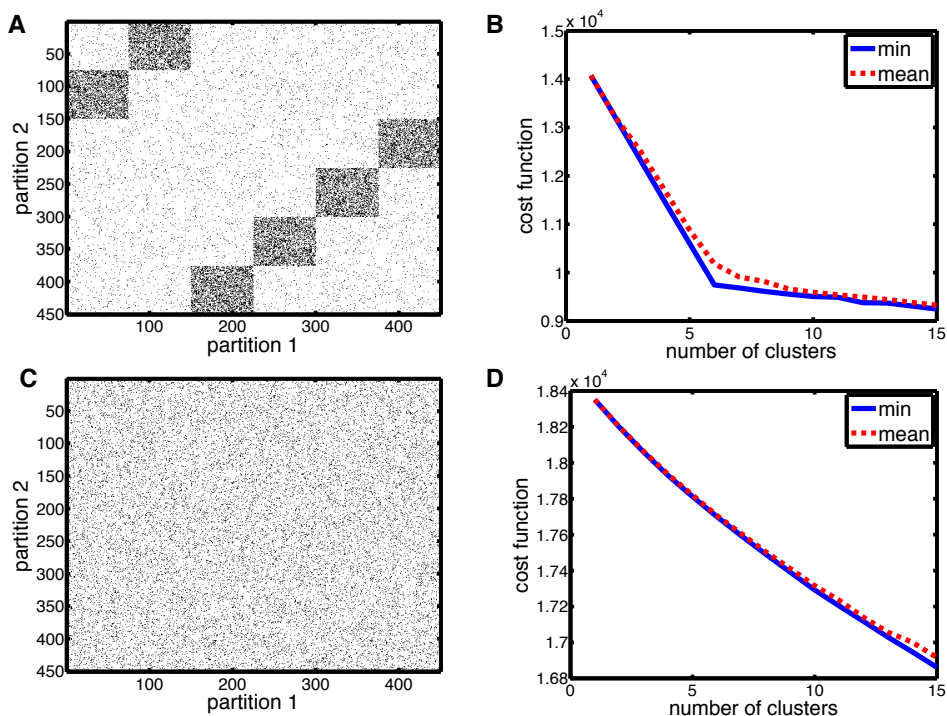 A
50
100
150
200
250
300
350
400
450
partition 2
100
200
300
400
partition 1
B
x 10^4
1.5
1.4
1.3
1.2
1.1
1
0.9
cost function
0
5
10
15
number of clusters
min
mean
C
50
100
150
200
250
300
350
400
450
partition 2
100
200
300
400
partition 1
D
x 10^4
1.84
1.82
1.8
1.78
1.76
1.74
1.72
1.7
1.68
cost function
0
5
10
15
number of clusters
min
mean